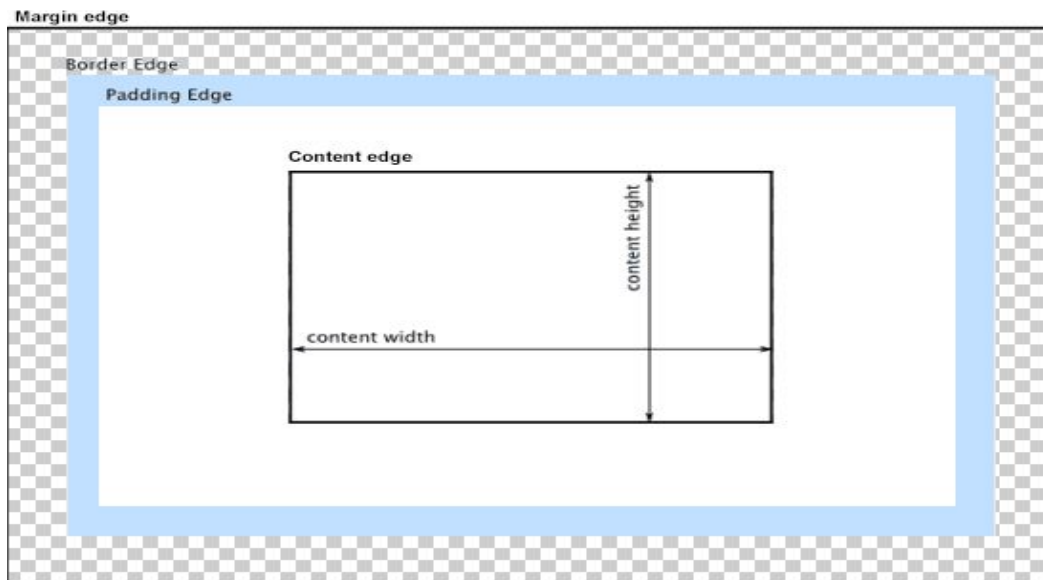 Margin edge
Border Edge
Padding Edge
Content edge
content height
content width